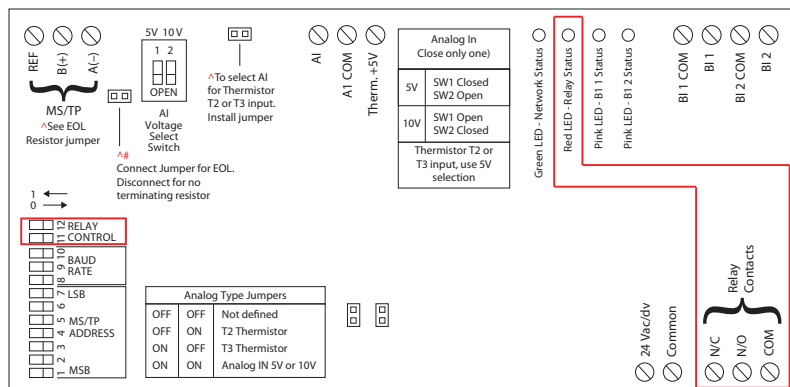 REF
B(+)
A(–)
MS/TP
^See EOL
Resistor jumper
5V 10V
1 2
OPEN
AI
Voltage
Select
Switch
^To select AI
for Thermistor
T2 or T3 input.
Install jumper
^#
Connect Jumper for EOL.
Disconnect for no
terminating resistor
AI
A1 COM
Therm. +5V
Analog In
Close only one)
5V SW1 Closed
SW2 Open
10V SW1 Open
SW2 Closed
Thermistor T2 or
T3 input, use 5V
selection
Green LED - Network Status
Red LED - Relay Status
Pink LED - B1 1 Status
Pink LED - B1 2 Status
BI 1 COM
BI 1
BI 2 COM
BI 2
1
0
12 RELAY
11 CONTROL
10 BAUD
9 RATE
8
7 LSB
6
5 MS/TP
4 ADDRESS
3
2
1 MSB
Analog Type Jumpers
OFF OFF Not defined
OFF ON T2 Thermistor
ON OFF T3 Thermistor
ON ON Analog IN 5V or 10V
24 Vac/dv
Common
Relay
Contacts
N/C
N/O
COM